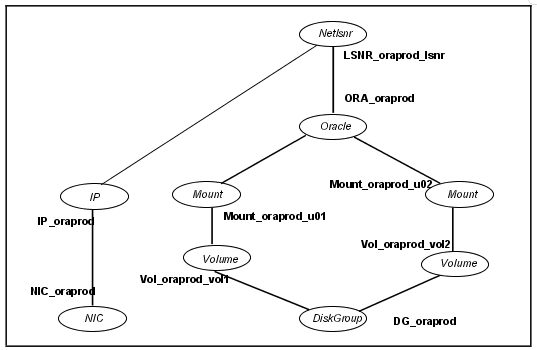 Netlsnr
LSNR_oraprod_lsnr
ORA_oraprod
Oracle
Mount_oraprod_u02
IP
Mount
Mount
IP_oraprod
Mount_oraprod_u01
Vol_oraprod_vol2
Volume
Volume
Vol_oraprod_vol1
NIC_oraprod
NIC
DiskGroup
DG_oraprod